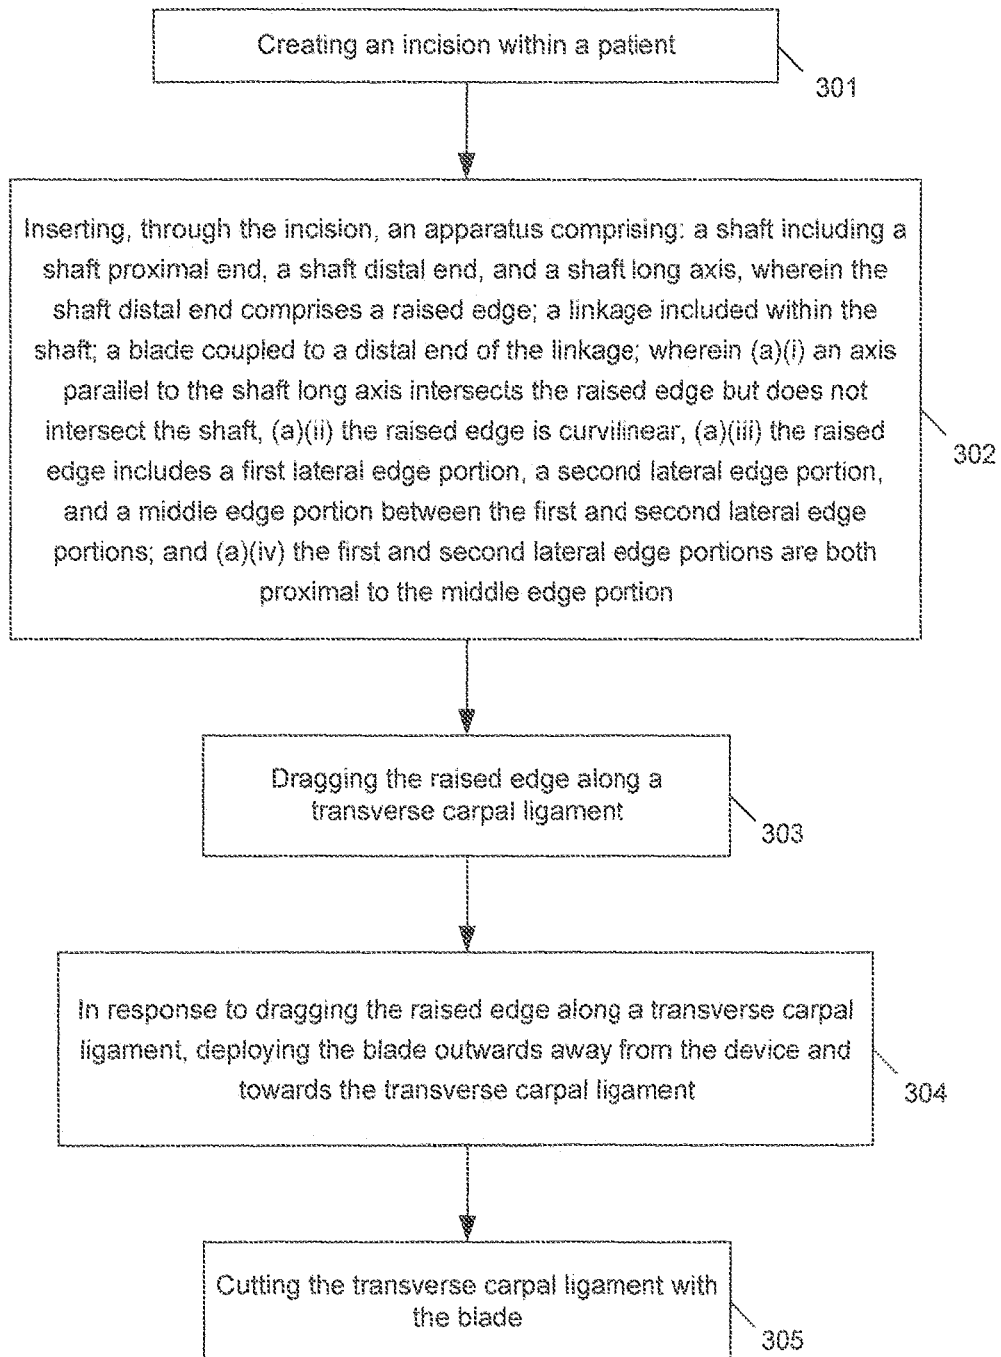 Creating an incision within a patient
301
Inserting, through the incision, an apparatus comprising: a shaft including a
shaft proximal end, a shaft distal end, and a shaft long axis, wherein the
shaft distal end comprises a raised edge; a linkage included within the
shaft; a blade coupled to a distal end of the linkage; wherein (a)(i) an axis
parallel to the shaft long axis intersects the raised edge but does not
intersect the shaft, (a)(ii) the raised edge is curvilinear, (a)(iii) the raised
edge includes a first lateral edge portion, a second lateral edge portion,
and a middle edge portion between the first and second lateral edge
portions; and (a)(iv) the first and second lateral edge portions are both
proximal to the middle edge portion
302
Dragging the raised edge along a
transverse carpal ligament
303
In response to dragging the raised edge along a transverse carpal
ligament, deploying the blade outwards away from the device and
towards the transverse carpal ligament
304
Cutting the transverse carpal ligament with
the blade
305